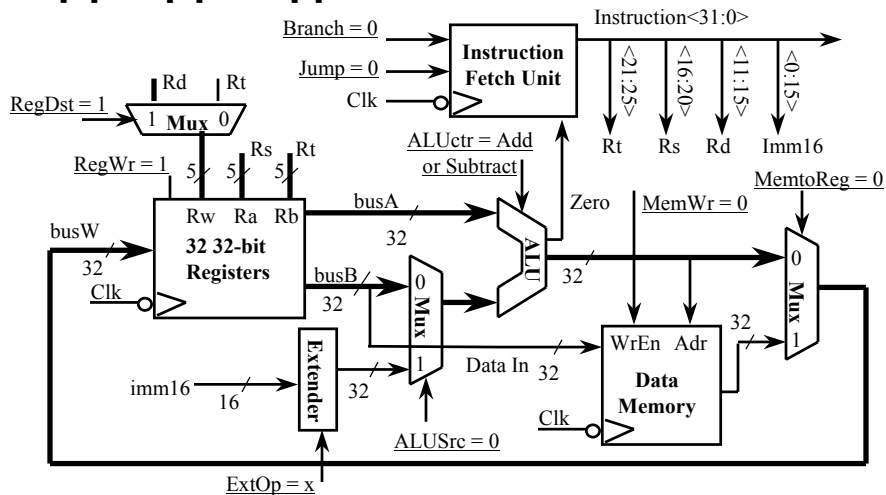 Branch = 0
Instruction<31:0>
Jump = 0
Instruction
Fetch Unit
Clk
<21:25>
<16:20>
<11:15>
<0:15>
Rd
Rt
RegDst = 1
1 Mux 0
Rt
Rs
Rd
Imm16
ALUctr = Add
or Subtract
RegWr = 1
5
5
Rs
5
Rt
Zero
MemWr = 0
MemtoReg = 0
busW
32
Rw Ra Rb
32 32-bit
Registers
Clk
busA
32
busB
32
0
Mux
1
ALU
32
0
Mux
1
32
imm16
16
Extender
32
Data In
32
WrEn Adr
Data
Memory
Clk
ALUSrc = 0
ExtOp = x